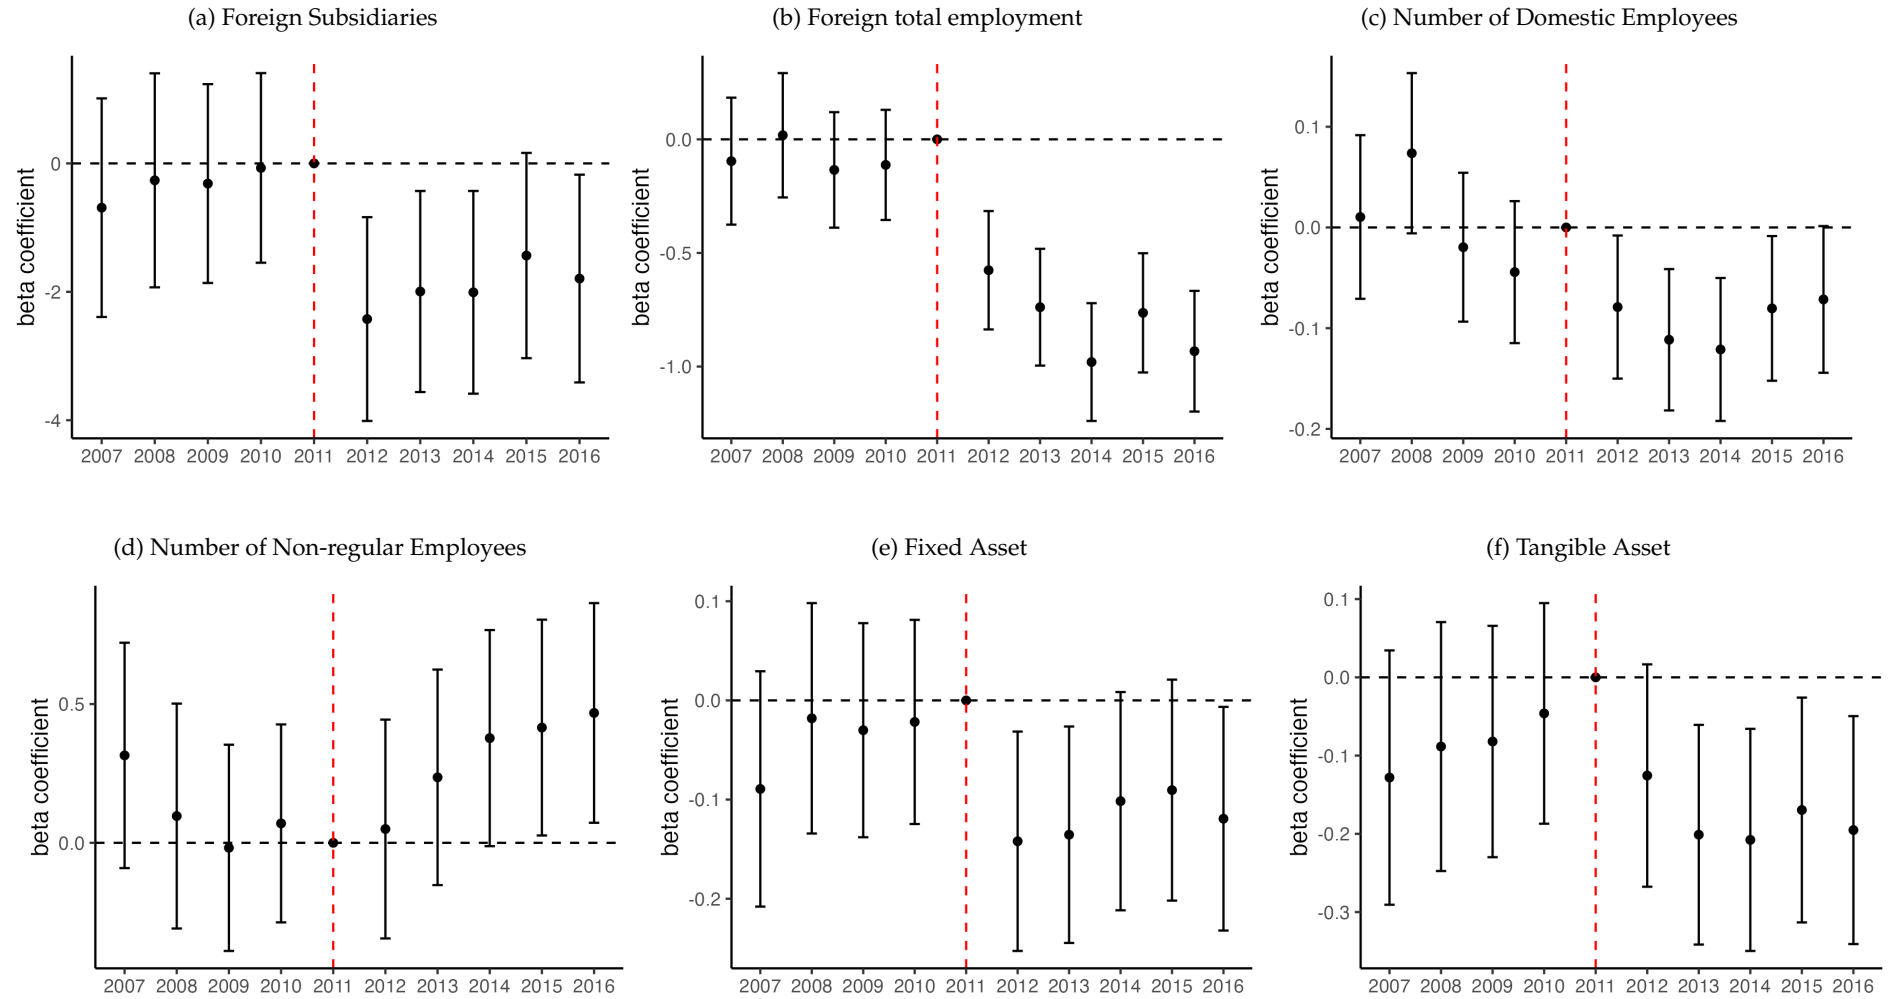 (a) Foreign Subsidiaries
beta coefficient
0
-2
-4
2007 2008 2009 2010 2011 2012 2013 2014 2015 2016
(b) Foreign total employment
beta coefficient
0.0
-0.5
-1.0
2007 2008 2009 2010 2011 2012 2013 2014 2015 2016
(c) Number of Domestic Employees
beta coefficient
0.1
0.0
-0.1
-0.2
2007 2008 2009 2010 2011 2012 2013 2014 2015 2016
(d) Number of Non-regular Employees
beta coefficient
0.5
0.0
2007 2008 2009 2010 2011 2012 2013 2014 2015 2016
(e) Fixed Asset
beta coefficient
0.1
0.0
-0.1
-0.2
2007 2008 2009 2010 2011 2012 2013 2014 2015 2016
(f) Tangible Asset
beta coefficient
0.1
0.0
-0.1
-0.2
-0.3
2007 2008 2009 2010 2011 2012 2013 2014 2015 2016